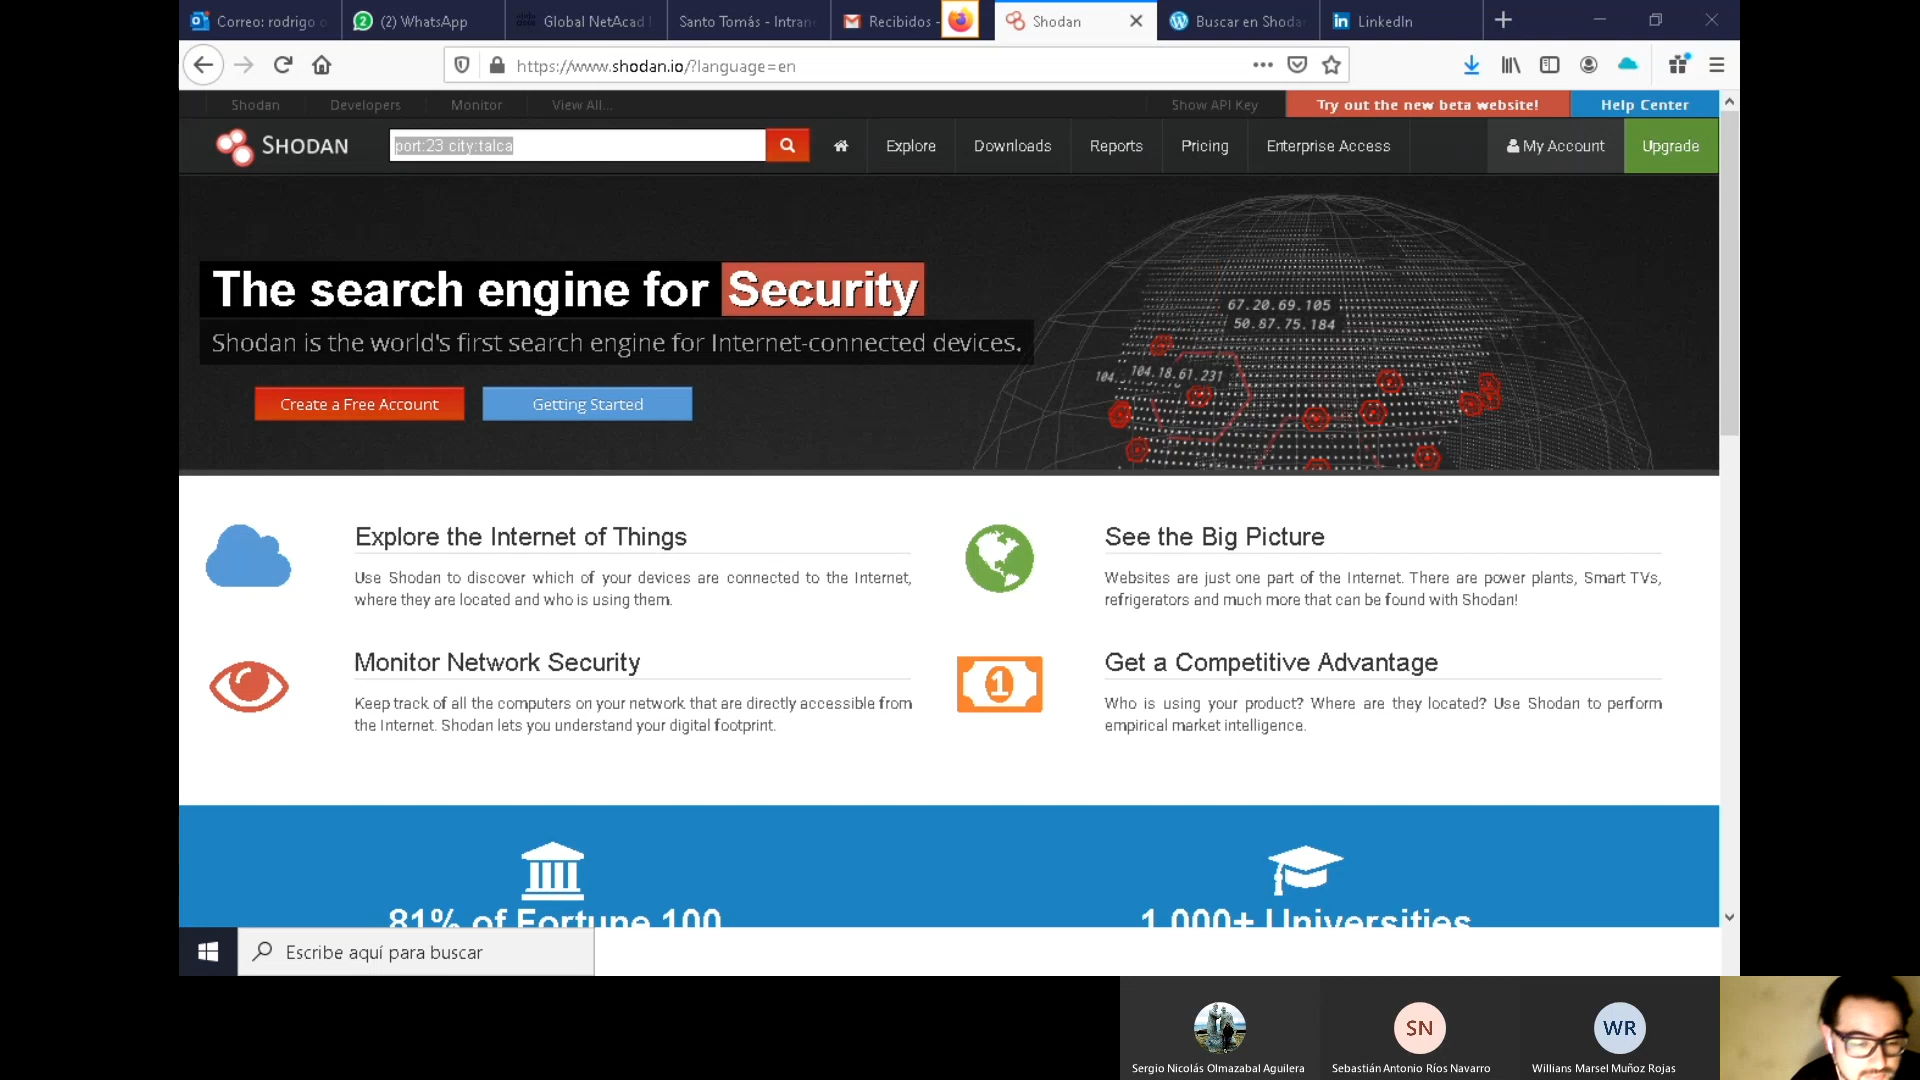 Correo: rodrigo o
(2) WhatsApp
Global NetAcad
Santo Tomás - Intran
Recibidos -
Shodan
Buscar en Shodan
LinkedIn
https://www.shodan.io/?language=en
Shodan
Developers
Monitor
View All...
Show API Key
Try out the new beta website!
Help Center
SHODAN
port:23 city:talca
Explore
Downloads
Reports
Pricing
Enterprise Access
My Account
Upgrade
The search engine for Security
Shodan is the world's first search engine for Internet-connected devices.
Create a Free Account
Getting Started
67.20.69.105
50.87.75.184
104.
104.18.61.231
Explore the Internet of Things
Use Shodan to discover which of your devices are connected to the Internet,
where they are located and who is using them.
See the Big Picture
Websites are just one part of the Internet. There are power plants, Smart TVs,
refrigerators and much more that can be found with Shodan!
Monitor Network Security
Keep track of all the computers on your network that are directly accessible from
the Internet. Shodan lets you understand your digital footprint.
1
Get a Competitive Advantage
Who is using your product? Where are they located? Use Shodan to perform
empirical market intelligence.
81% of Fortune 100
1,000+ Universities
Escribe aquí para buscar
SN
WR
Sergio Nicolás Olmazabal Aguilera
Sebastián Antonio Ríos Navarro
Willians Marsel Muñoz Rojas